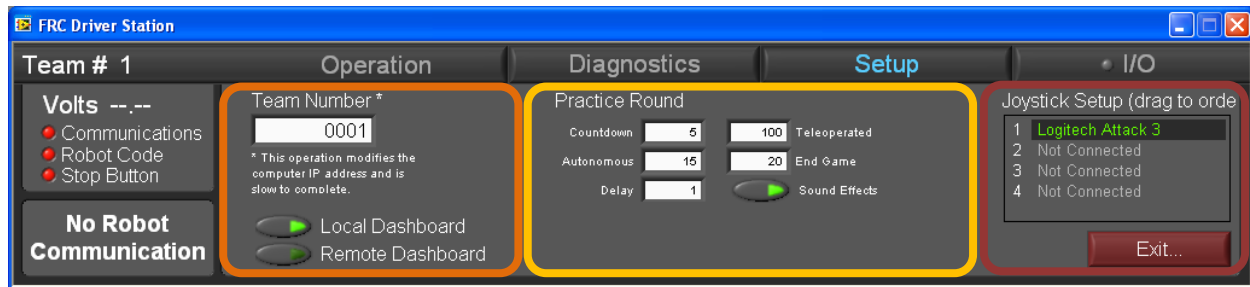 FRC Driver Station
Team # 1
Operation
Diagnostics
Setup
I/O
Volts --.--
Communications
Robot Code
Stop Button
No Robot
Communication
Team Number *
0001
* This operation modifies the
computer IP address and is
slow to complete.
Local Dashboard
Remote Dashboard
Practice Round
Countdown 5
100 Teleoperated
Autonomous 15
20 End Game
Delay 1
Sound Effects
Joystick Setup (drag to orde
1 Logitech Attack 3
2 Not Connected
3 Not Connected
4 Not Connected
Exit...